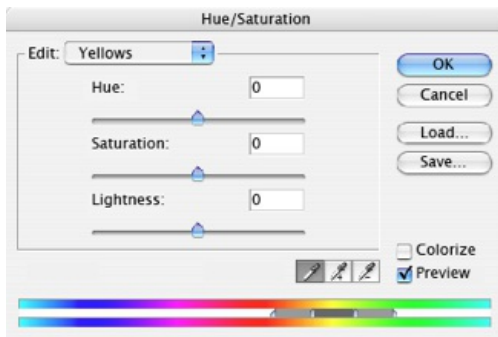 Hue/Saturation
Edit: Yellows
OK
Hue: 0
Cancel
Saturation: 0
Load...
Save...
Lightness: 0
Colorize
Preview